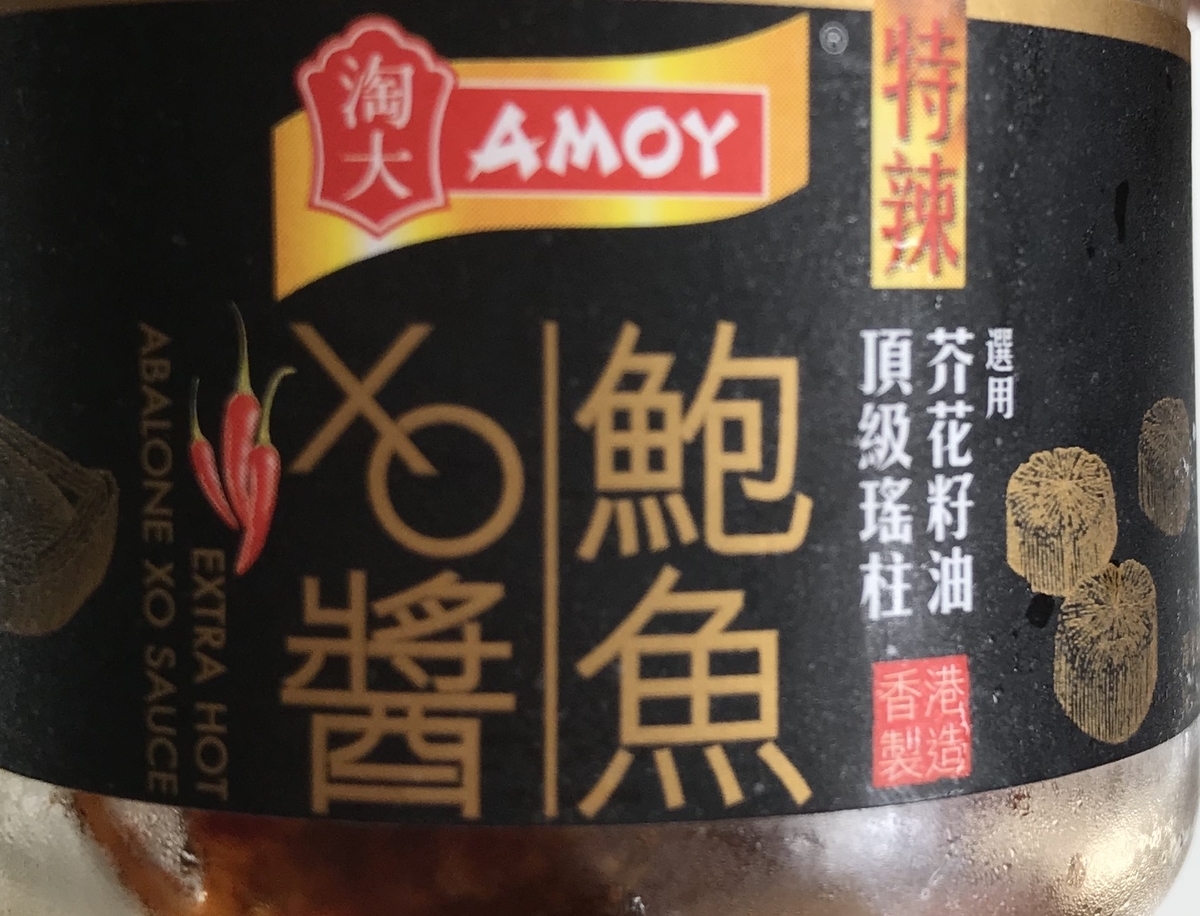 淘大
AMOY
®
特辣
選用
芥花籽油
頂級瑤柱
港造
香製
鮑魚
XO醬
EXTRA HOT
ABALONE XO SAUCE